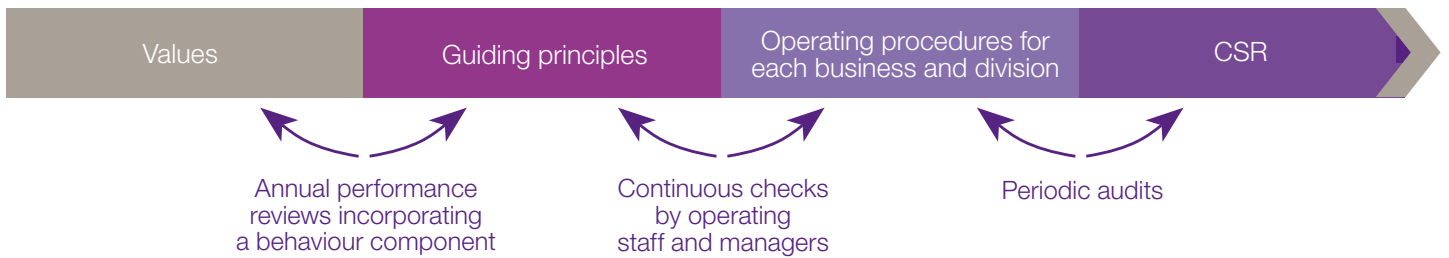 Values
Guiding principles
Operating procedures for
each business and division
CSR
Annual performance
reviews incorporating
a behaviour component
Continuous checks
by operating
staff and managers
Periodic audits